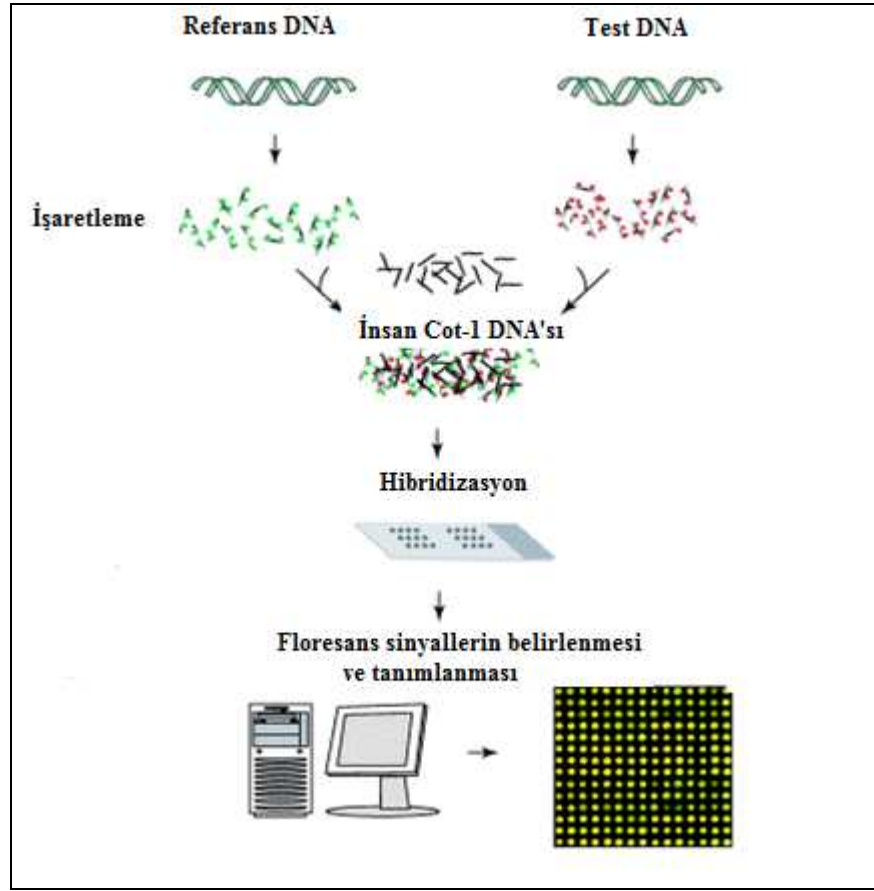 Referans DNA
Test DNA
İşaretleme
İnsan Cot-1 DNA'sı
Hibridizasyon
Floresans sinyallerin belirlenmesi
ve tanımlanması